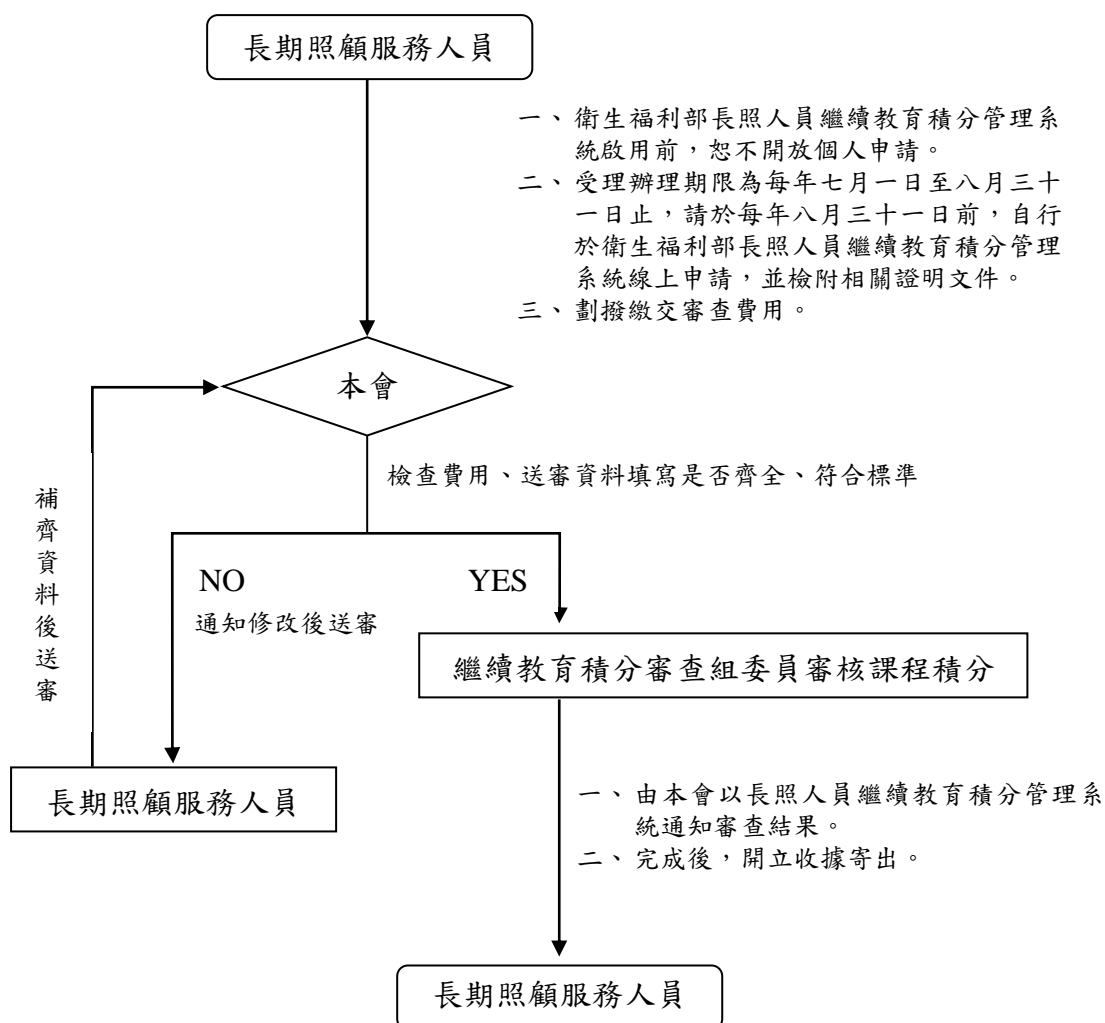 長期照顧服務人員
一、衛生福利部長照人員繼續教育積分管理系
統啟用前，恕不開放個人申請。
二、受理辦理期限為每年七月一日至八月三十
一日止，請於每年八月三十一日前，自行
於衛生福利部長照人員繼續教育積分管理
系統線上申請，並檢附相關證明文件。
三、劃撥繳交審查費用。
本會
檢查費用、送審資料填寫是否齊全、符合標準
補齊資料後送審
NO
YES
通知修改後送審
繼續教育積分審查組委員審核課程積分
長期照顧服務人員
一、由本會以長照人員繼續教育積分管理系
統通知審查結果。
二、完成後，開立收據寄出。
長期照顧服務人員